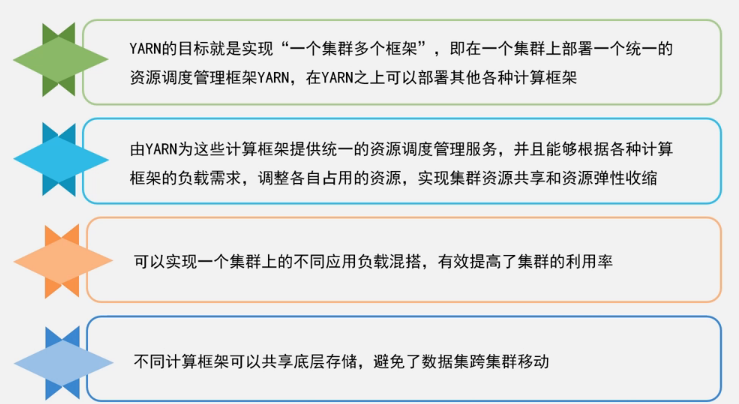 YARN的目标就是实现“一个集群多个框架”，即在一个集群上部署一个统一的
资源调度管理框架YARN，在YARN之上可以部署其他各种计算框架
由YARN为这些计算框架提供统一的资源调度管理服务，并且能够根据各种计算
框架的负载需求，调整各自占用的资源，实现集群资源共享和资源弹性收缩
可以实现一个集群上的不同应用负载混搭，有效提高了集群的利用率
不同计算框架可以共享底层存储，避免了数据集跨集群移动